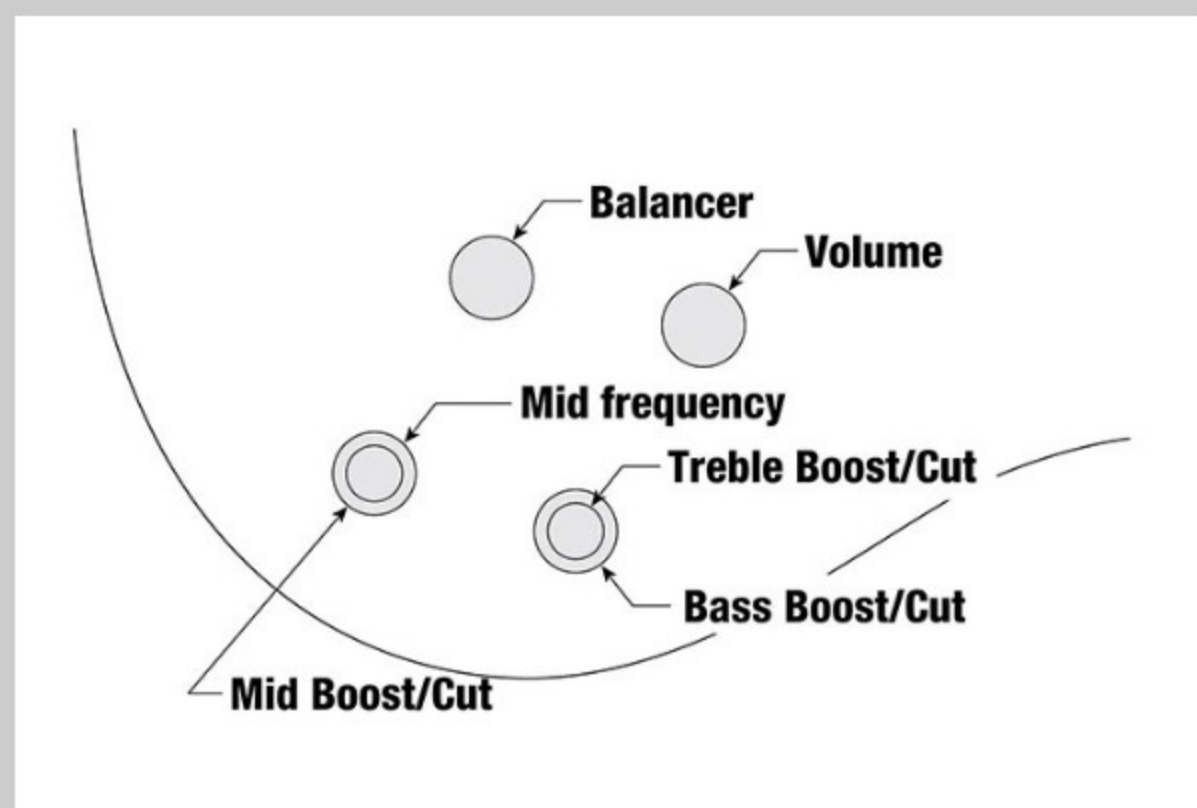 Balancer
Volume
Mid frequency
Treble Boost/Cut
Bass Boost/Cut
Mid Boost/Cut